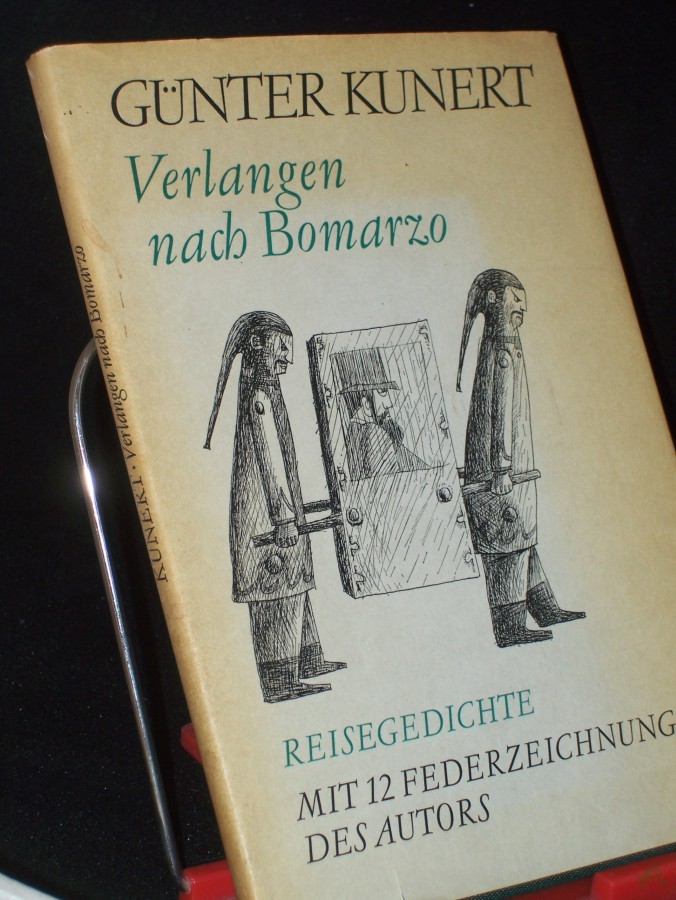 GÜNTER KUNERT
Verlangen
nach Bomarzo
REISEGEDICHTE
MIT 12 FEDERZEICHNUNG
DES AUTORS
KUNERT · Verlangen nach Bomarzo